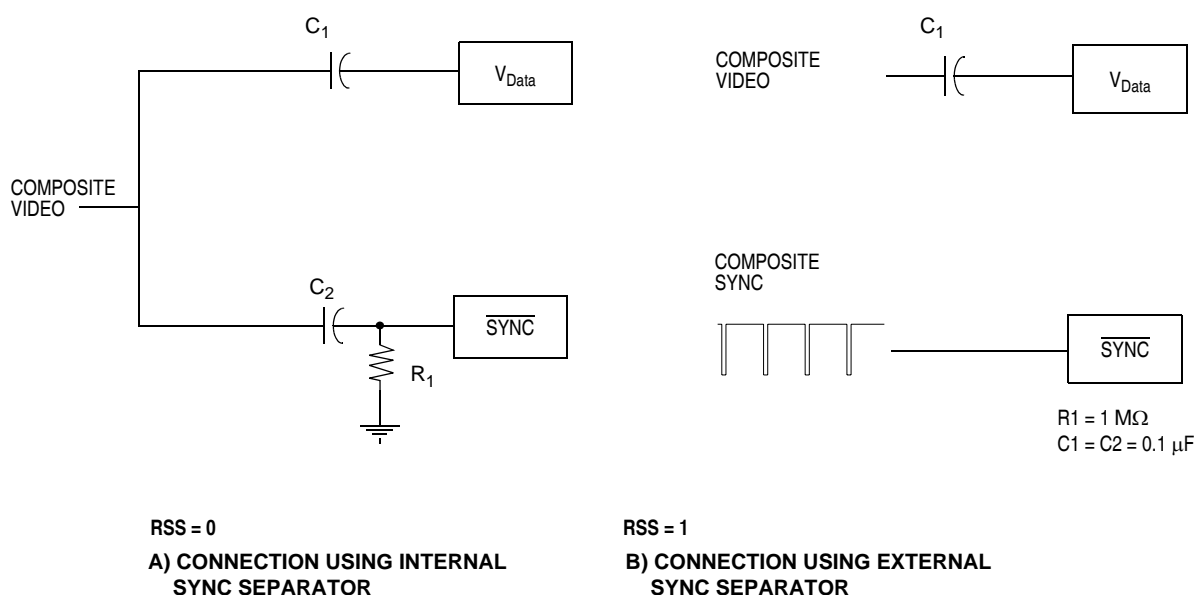 C1
VData
COMPOSITE
VIDEO
C2
SYNC
R1
RSS = 0
A) CONNECTION USING INTERNAL
SYNC SEPARATOR
COMPOSITE
VIDEO
C1
VData
COMPOSITE
SYNC
SYNC
R1 = 1 MΩ
C1 = C2 = 0.1 μF
RSS = 1
B) CONNECTION USING EXTERNAL
SYNC SEPARATOR